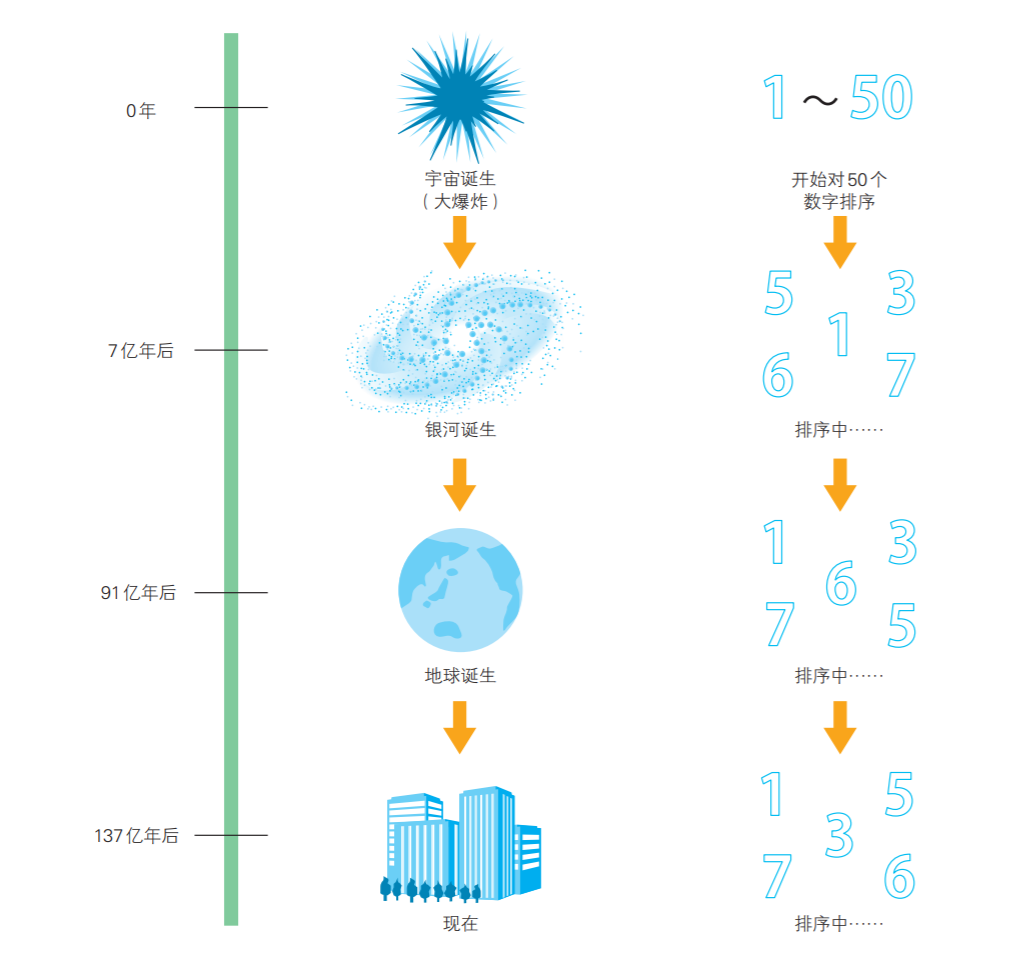 0年
1～50
宇宙诞生
（大爆炸）
开始对50个
数字排序
5 3
1
6 7
7亿年后
银河诞生
排序中……
1 3
6
7 5
91亿年后
地球诞生
排序中……
1 5
3
7 6
137亿年后
现在
排序中……